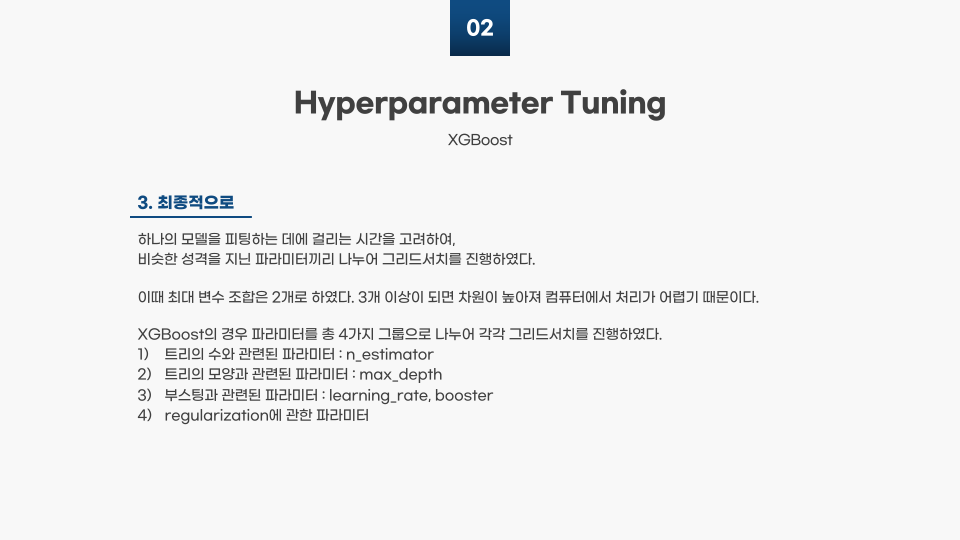 02
Hyperparameter Tuning
XGBoost
3. 최종적으로
하나의 모델을 피팅하는 데에 걸리는 시간을 고려하여,
비슷한 성격을 지닌 파라미터끼리 나누어 그리드서치를 진행하였다.
이때 최대 변수 조합은 2개로 하였다. 3개 이상이 되면 차원이 높아져 컴퓨터에서 처리가 어렵기 때문이다.
XGBoost의 경우 파라미터를 총 4가지 그룹으로 나누어 각각 그리드서치를 진행하였다.
1) 트리의 수와 관련된 파라미터 : n_estimator
2) 트리의 모양과 관련된 파라미터 : max_depth
3) 부스팅과 관련된 파라미터 : learning_rate, booster
4) regularization에 관한 파라미터